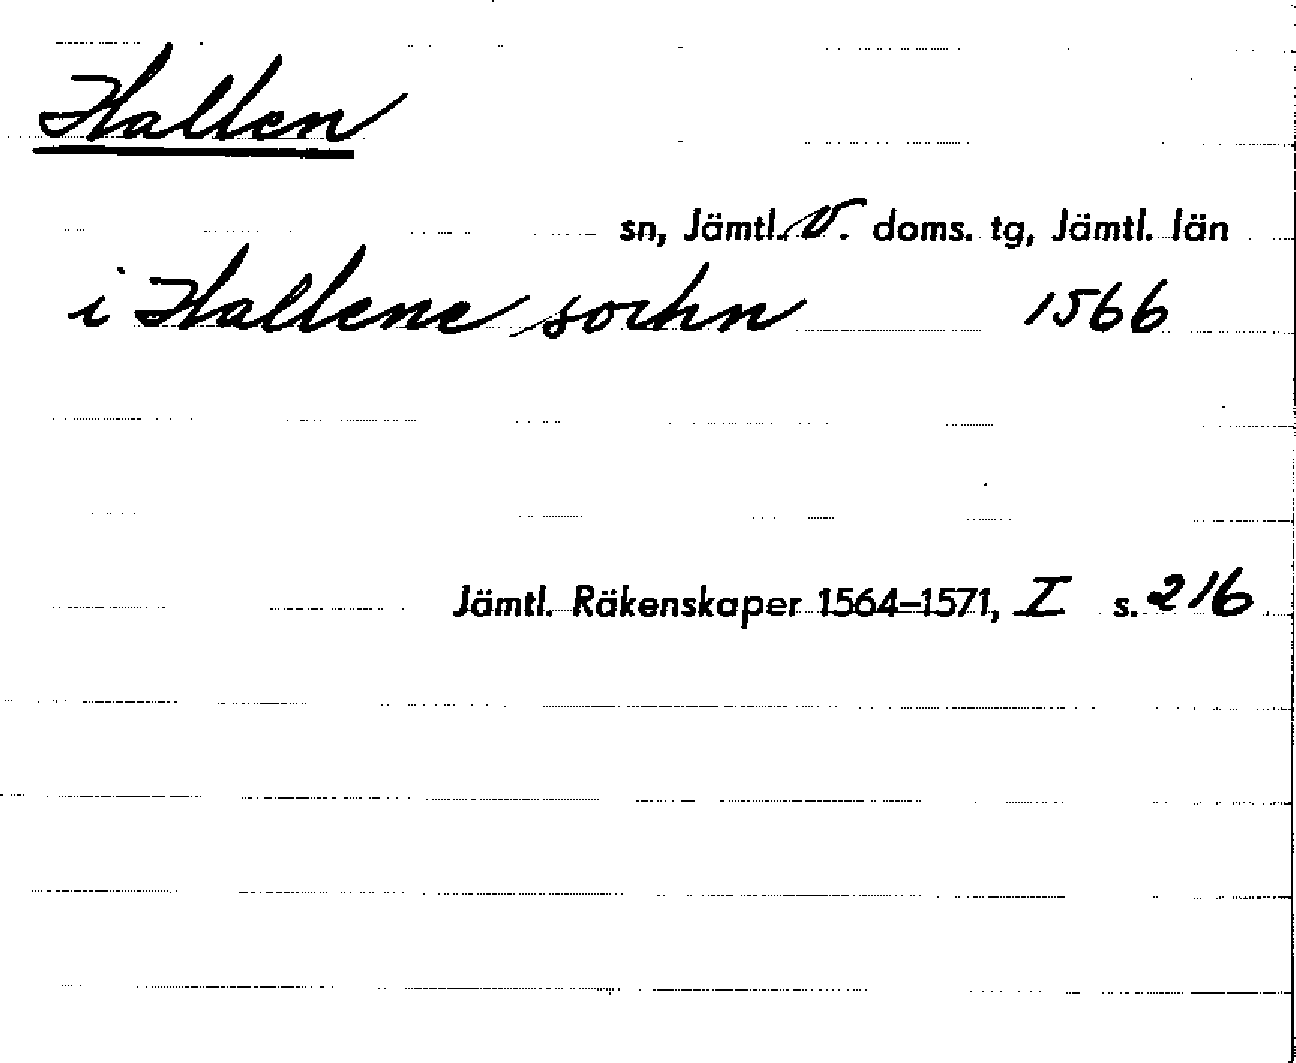 Hallen
sn, Jämtl. V. doms. tg, Jämtl. län
i Hallene sochn 1566
Jämtl. Räkenskaper 1564–1571, I s. 216